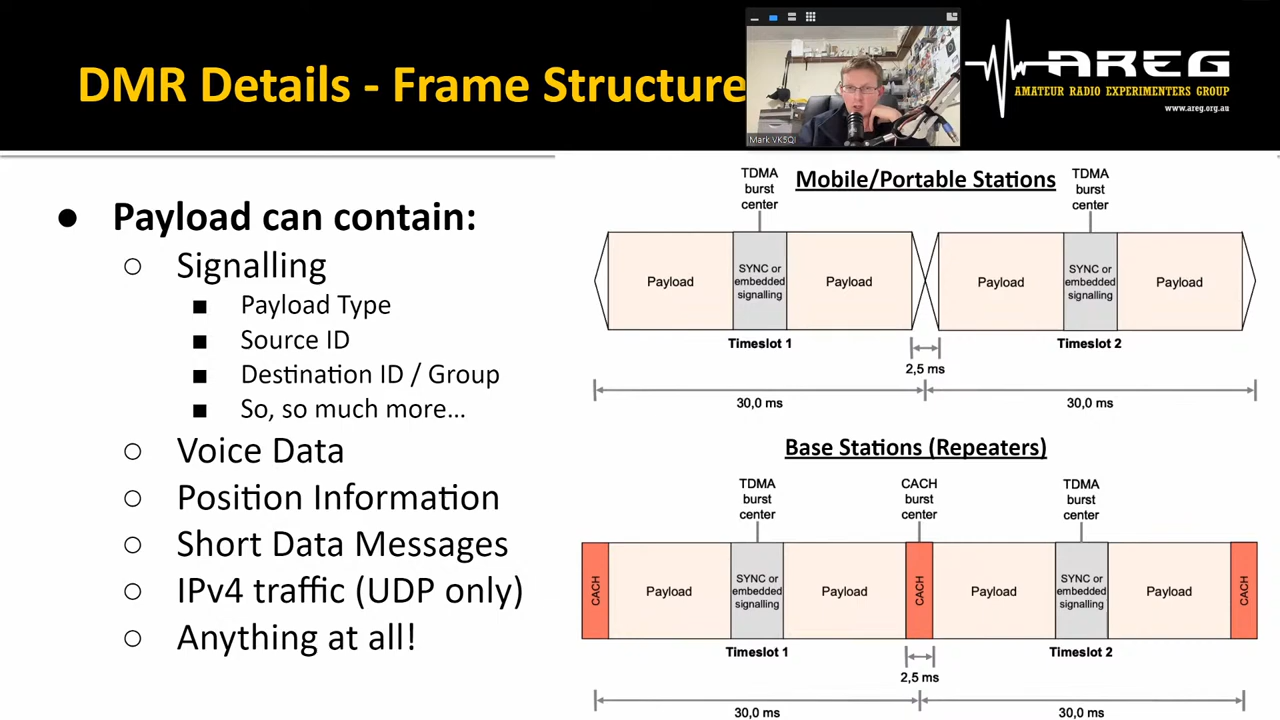 DMR Details - Frame Structure
Mark VK5QI
AREG
AMATEUR RADIO EXPERIMENTERS GROUP
www.areg.org.au
● Payload can contain:
○ Signalling
■ Payload Type
■ Source ID
■ Destination ID / Group
■ So, so much more...
○ Voice Data
○ Position Information
○ Short Data Messages
○ IPv4 traffic (UDP only)
○ Anything at all!
Mobile/Portable Stations
TDMA
burst
center
TDMA
burst
center
Payload
SYNC or
embedded
signalling
Payload
Payload
SYNC or
embedded
signalling
Payload
Timeslot 1
Timeslot 2
2,5 ms
30,0 ms
30,0 ms
Base Stations (Repeaters)
TDMA
burst
center
CACH
burst
center
TDMA
burst
center
CACH
Payload
SYNC or
embedded
signalling
Payload
CACH
Payload
SYNC or
embedded
signalling
Payload
CACH
Timeslot 1
Timeslot 2
2,5 ms
30,0 ms
30,0 ms